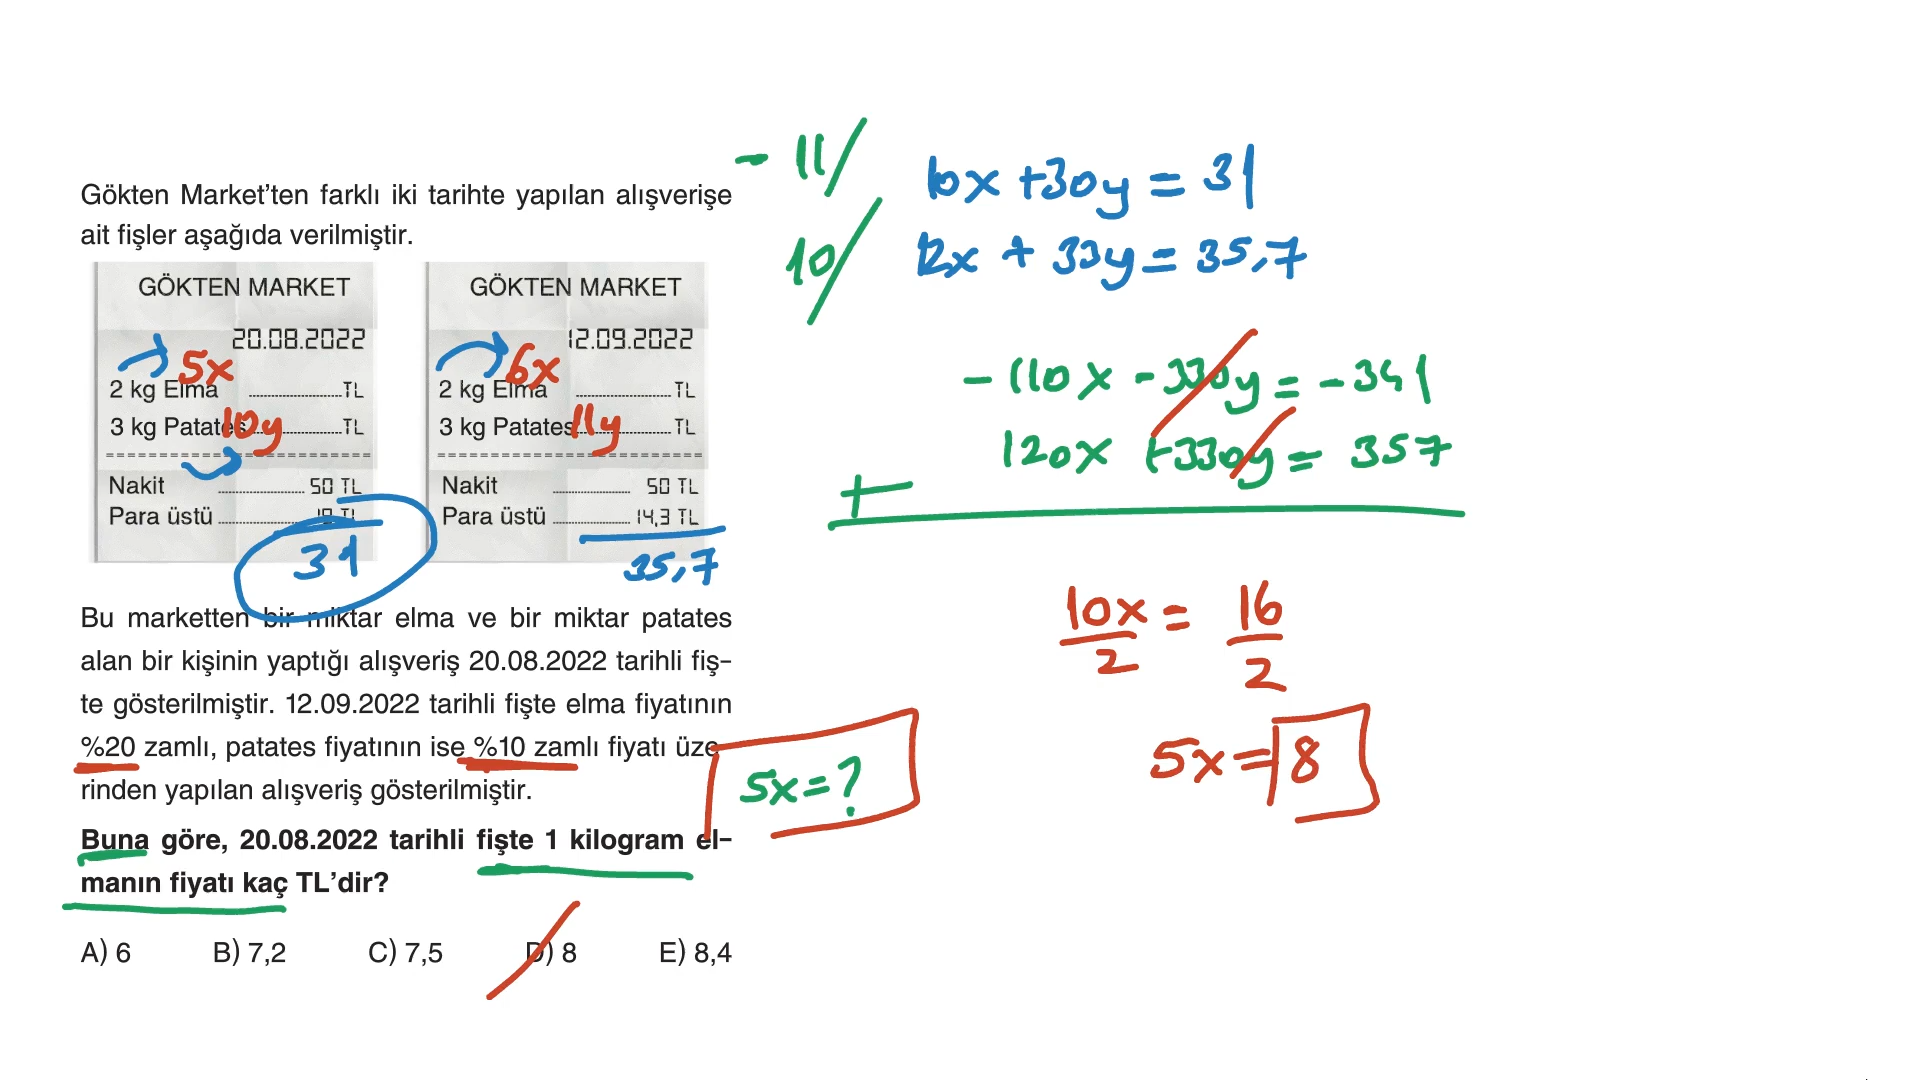 Gökten Market'ten farklı iki tarihte yapılan alışverişe
ait fişler aşağıda verilmiştir.
GÖKTEN MARKET
20.08.2022
5x
2 kg Elma ........ TL
10y
3 kg Patates ........ TL
Nakit ........ 50 TL
Para üstü ........ 19 TL
31
GÖKTEN MARKET
12.09.2022
6x
2 kg Elma ........ TL
11y
3 kg Patates ........ TL
Nakit ........ 50 TL
Para üstü ........ 14,3 TL
35,7
Bu marketten bir miktar elma ve bir miktar patates
alan bir kişinin yaptığı alışveriş 20.08.2022 tarihli fiş-
te gösterilmiştir. 12.09.2022 tarihli fişte elma fiyatının
%20 zamlı, patates fiyatının ise %10 zamlı fiyatı üze-
rinden yapılan alışveriş gösterilmiştir.
Buna göre, 20.08.2022 tarihli fişte 1 kilogram el-
manın fiyatı kaç TL'dir?
A) 6 B) 7,2 C) 7,5 D) 8 E) 8,4
5x=?
-11/ 10x+30y=31
10/ 12x+33y=35,7
-110x-330y=-341
120x+330y=357
+
10x/2=16/2
5x=8